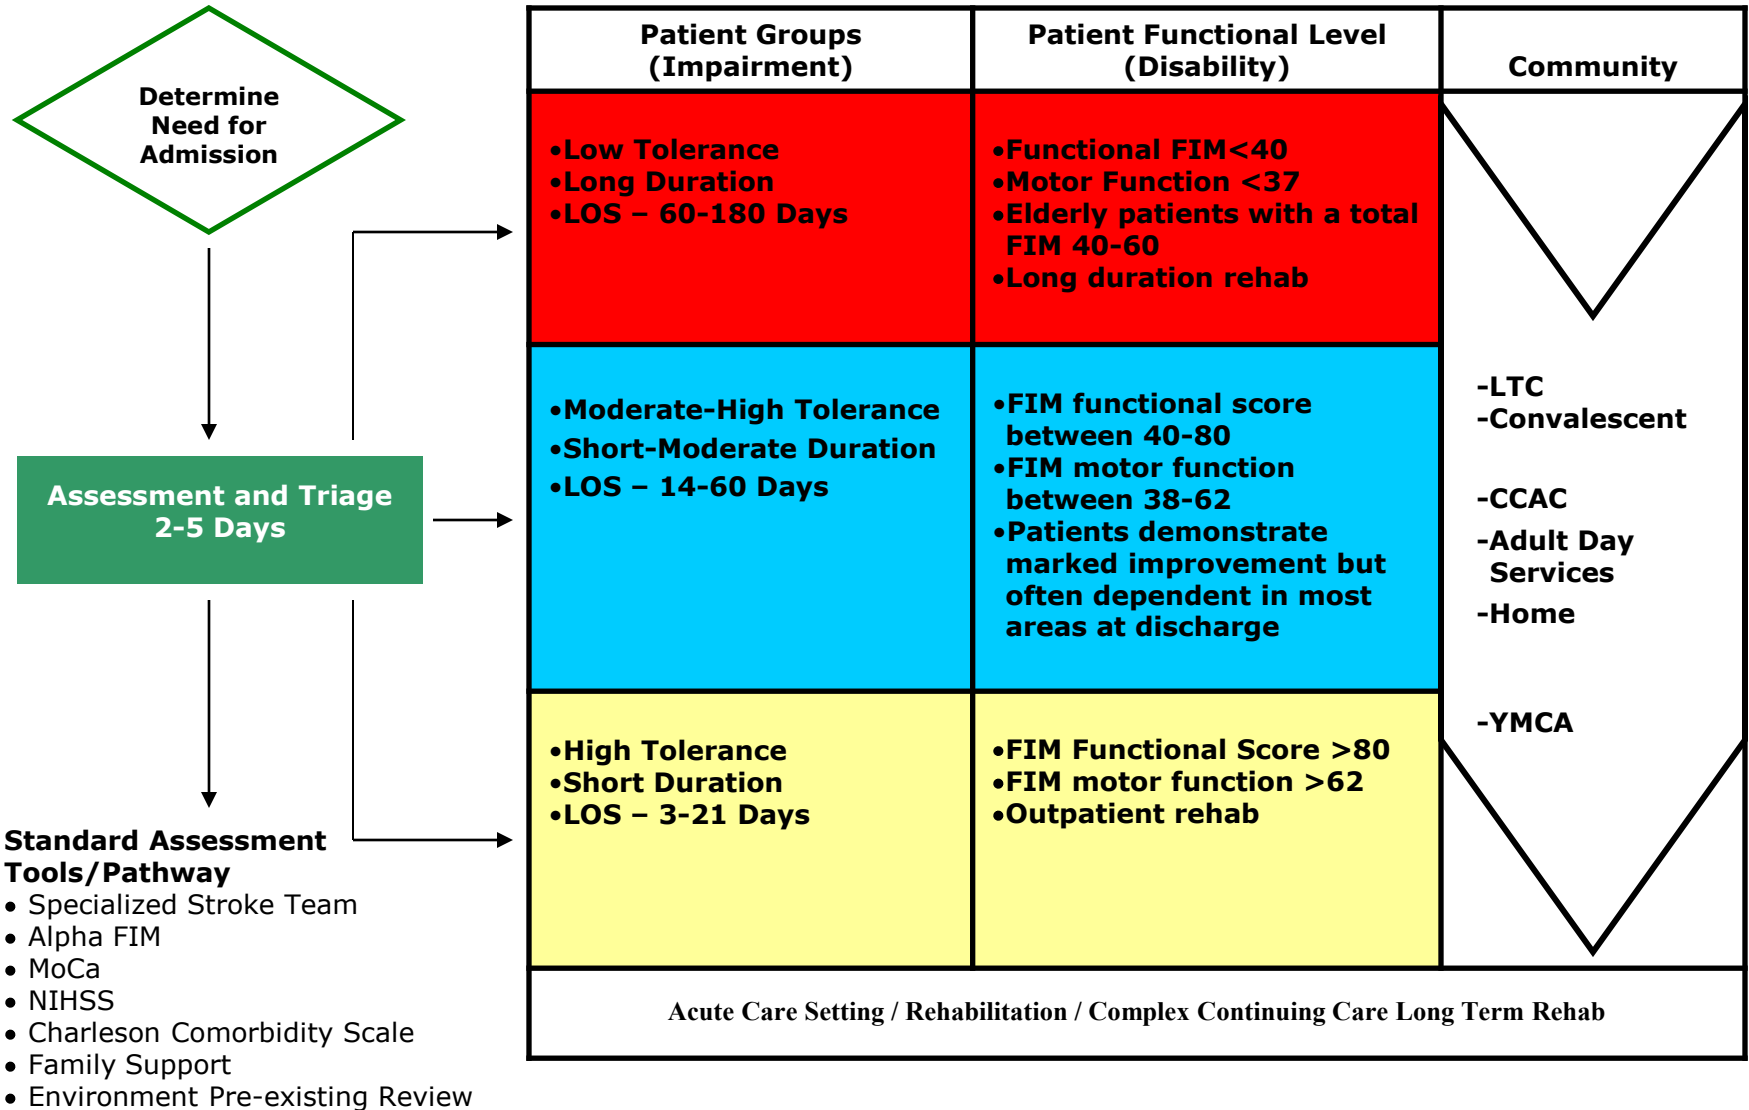 Determine
Need for
Admission
Assessment and Triage
2-5 Days
Standard Assessment
Tools/Pathway
• Specialized Stroke Team
• Alpha FIM
• MoCa
• NIHSS
• Charleson Comorbidity Scale
• Family Support
• Environment Pre-existing Review
Patient Groups
(Impairment)
Patient Functional Level
(Disability)
Community
•Low Tolerance
•Long Duration
•LOS – 60-180 Days
•Functional FIM<40
•Motor Function <37
•Elderly patients with a total
FIM 40-60
•Long duration rehab
•Moderate-High Tolerance
•Short-Moderate Duration
•LOS – 14-60 Days
•FIM functional score
between 40-80
•FIM motor function
between 38-62
•Patients demonstrate
marked improvement but
often dependent in most
areas at discharge
•High Tolerance
•Short Duration
•LOS – 3-21 Days
•FIM Functional Score >80
•FIM motor function >62
•Outpatient rehab
-LTC
-Convalescent
-CCAC
-Adult Day
Services
-Home
-YMCA
Acute Care Setting / Rehabilitation / Complex Continuing Care Long Term Rehab